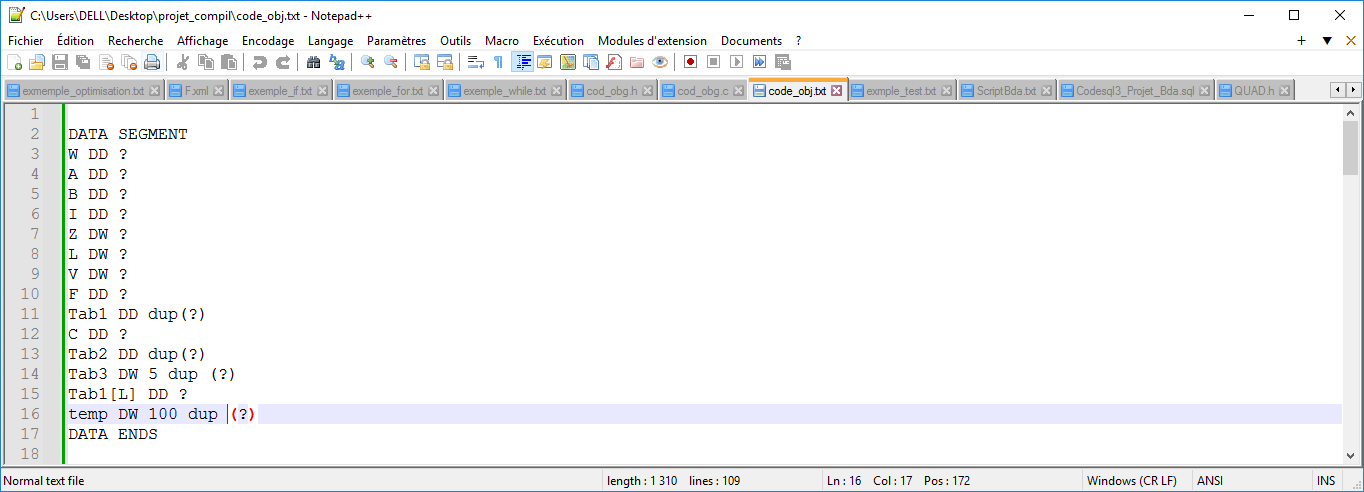 C:\Users\DELL\Desktop\projet_compil\code_obj.txt - Notepad++
Fichier Édition Recherche Affichage Encodage Langage Paramètres Outils Macro Exécution Modules d'extension Documents ?
exmemple_optimisation.txt F.xml exemple_if.txt exemple_for.txt exemple_while.txt cod_obg.h cod_obg.c code_obj.txt exmple_test.txt ScriptBda.txt Codesql3_Projet_Bda.sql QUAD.h
1
2 DATA SEGMENT
3 W DD ?
4 A DD ?
5 B DD ?
6 I DD ?
7 Z DW ?
8 L DW ?
9 V DW ?
10 F DD ?
11 Tab1 DD dup(?)
12 C DD ?
13 Tab2 DD dup(?)
14 Tab3 DW 5 dup (?)
15 Tab1[L] DD ?
16 temp DW 100 dup (?)
17 DATA ENDS
18
Normal text file length : 1 310 lines : 109 Ln : 16 Col : 17 Pos : 172 Windows (CR LF) ANSI INS